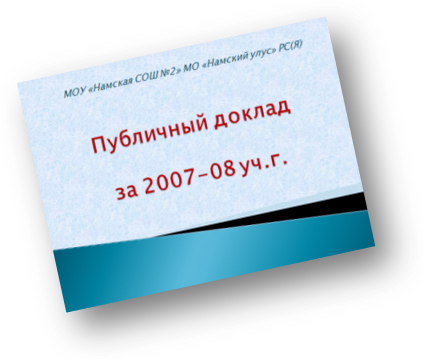 МОУ «Намская СОШ №2» МО «Намский улус» РС(Я)
Публичный доклад
за 2007-08 уч.г.